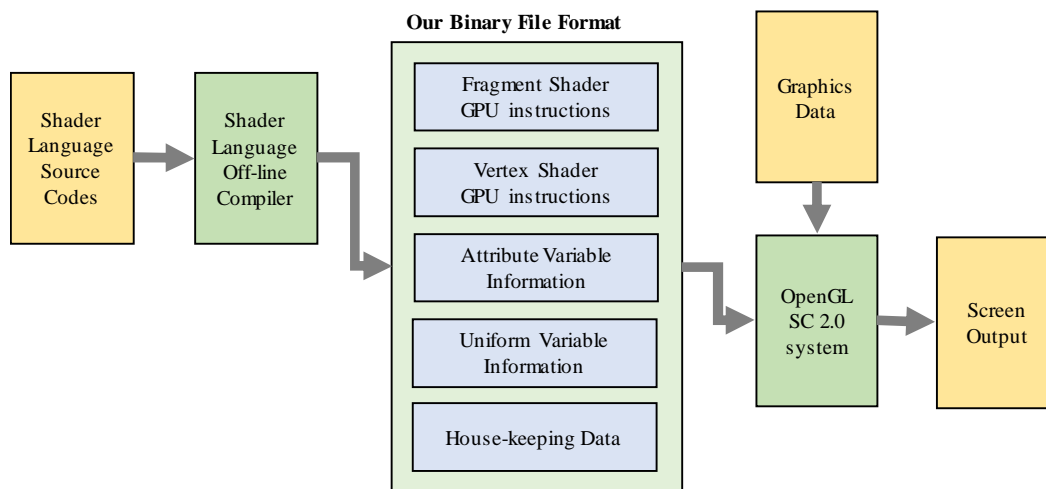 Our Binary File Format
Shader
Language
Source
Codes
Shader
Language
Off-line
Compiler
Fragment Shader
GPU instructions
Vertex Shader
GPU instructions
Attribute Variable
Information
Uniform Variable
Information
House-keeping Data
Graphics
Data
OpenGL
SC 2.0
system
Screen
Output